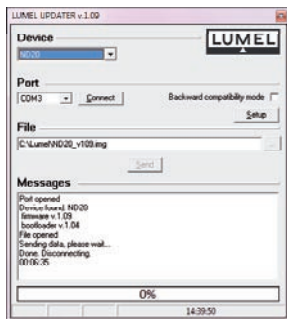 LUMEL UPDATER v.1.09
Device
LUMEL
ND20
Port
COM3
Connect
Backward compatibility mode
Setup
File
C:\Lumel\ND20_v109.img
...
Send
Messages
Port opened
Device found: ND20
firmware v.1.09
bootloader v.1.04
File opened
Sending data, please wait...
Done. Disconnecting.
00:06:35
0%
14:39:50